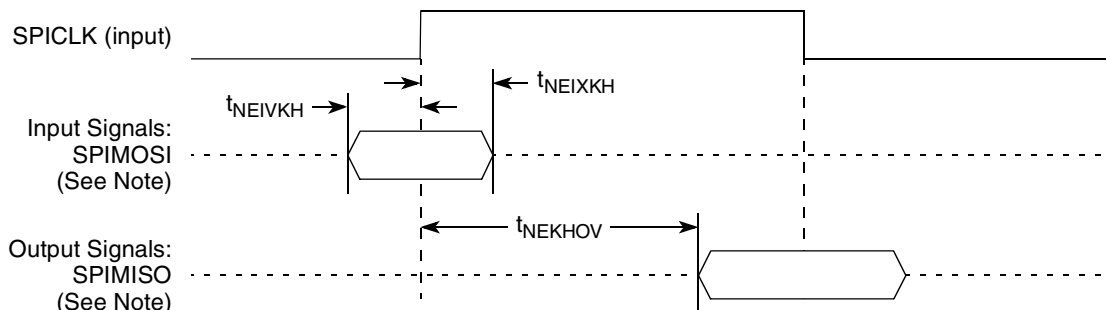 SPICLK (input)
tNEIXKH
tNEIVKH
Input Signals:
SPIMOSI
(See Note)
tNEKHOV
Output Signals:
SPIMISO
(See Note)